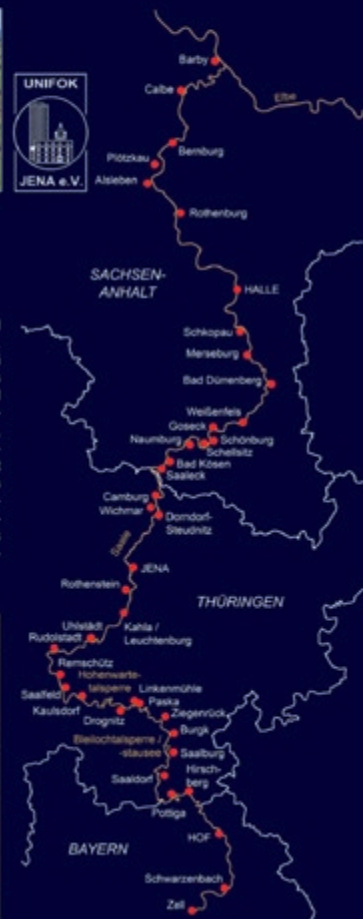 UNIFOK
JENA e.V.
Barby
Calbe
Elbe
Bernburg
Plötzkau
Alsleben
Rothenburg
SACHSEN-
ANHALT
HALLE
Schkopau
Merseburg
Bad Dürrenberg
Weißenfels
Goseck
Naumburg
Schönburg
Schellsitz
Bad Kösen
Saaleck
Camburg
Wichmar
Dorndorf-
Steudnitz
Saale
JENA
Rothenstein
THÜRINGEN
Uhlstädt
Kahla /
Leuchtenburg
Rudolstadt
Remschütz
Hohenwarte-
talsperre
Linkenmühle
Saalfeld
Paska
Kaulsdorf
Drognitz
Ziegenrück
Burgk
Bleilochtalsperre /
-stausee
Saalburg
Saaldorf
Hirsch-
berg
Pottiga
HOF
BAYERN
Schwarzenbach
Zell